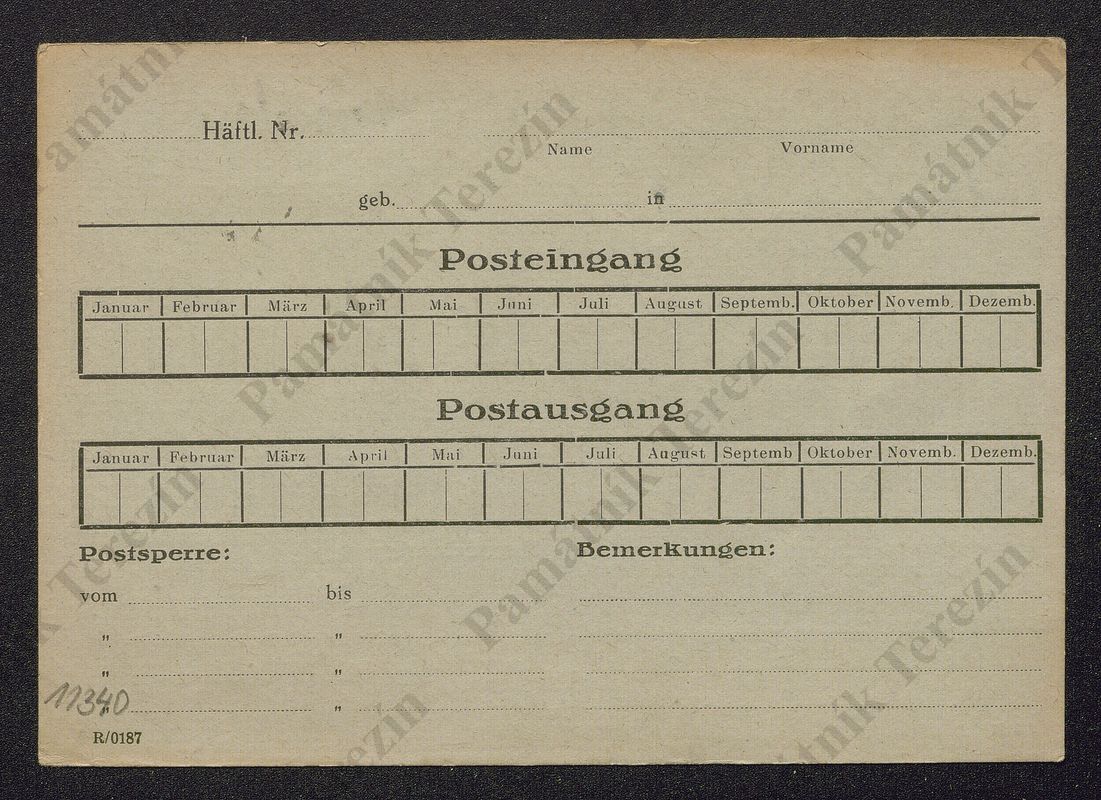 Häftl. Nr.
Name Vorname
geb. in
Posteingang
Januar Februar März April Mai Juni Juli August Septemb. Oktober Novemb. Dezemb.
Postausgang
Januar Februar März April Mai Juni Juli August Septemb Oktober Novemb. Dezemb.
Postsperre: Bemerkungen:
vom bis
" "
" "
" "
11340
R/0187
Památník Terezín